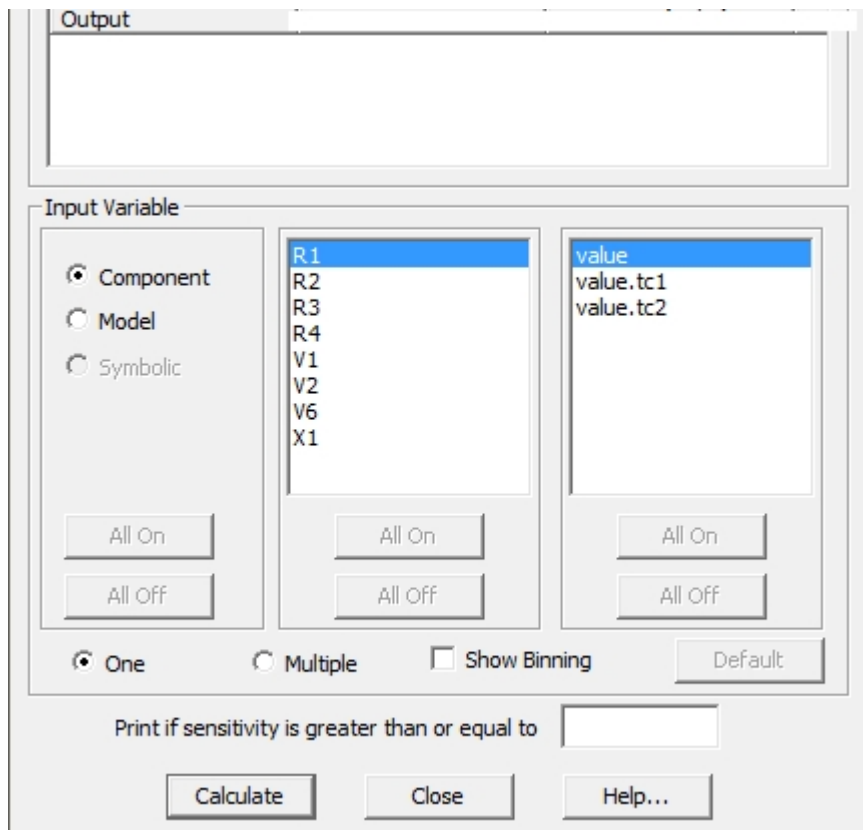 Output
Input Variable
Component
Model
Symbolic
All On
All Off
R1
R2
R3
R4
V1
V2
V6
X1
All On
All Off
value
value.tc1
value.tc2
All On
All Off
One
Multiple
Show Binning
Default
Print if sensitivity is greater than or equal to
Calculate
Close
Help...